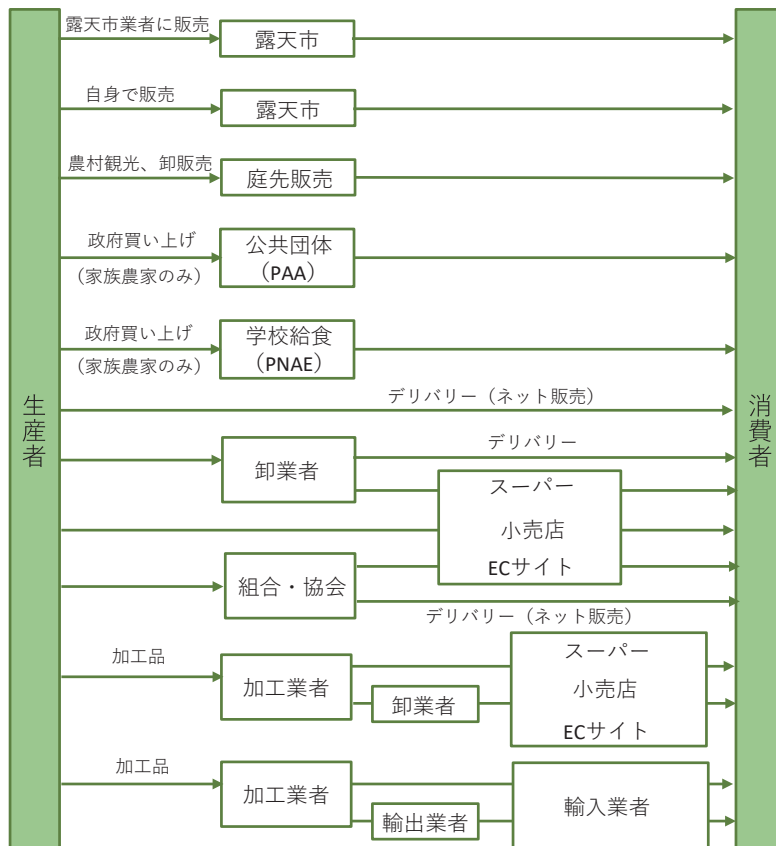 露天市業者に販売
露天市
自身で販売
露天市
農村観光、卸販売
庭先販売
政府買い上げ
(家族農家のみ)
公共団体
(PAA)
政府買い上げ
(家族農家のみ)
学校給食
(PNAE)
生産者
消費者
デリバリー(ネット販売)
卸業者
デリバリー
スーパー
小売店
ECサイト
組合・協会
デリバリー(ネット販売)
加工品
加工業者
卸業者
スーパー
小売店
ECサイト
加工品
加工業者
輸出業者
輸入業者